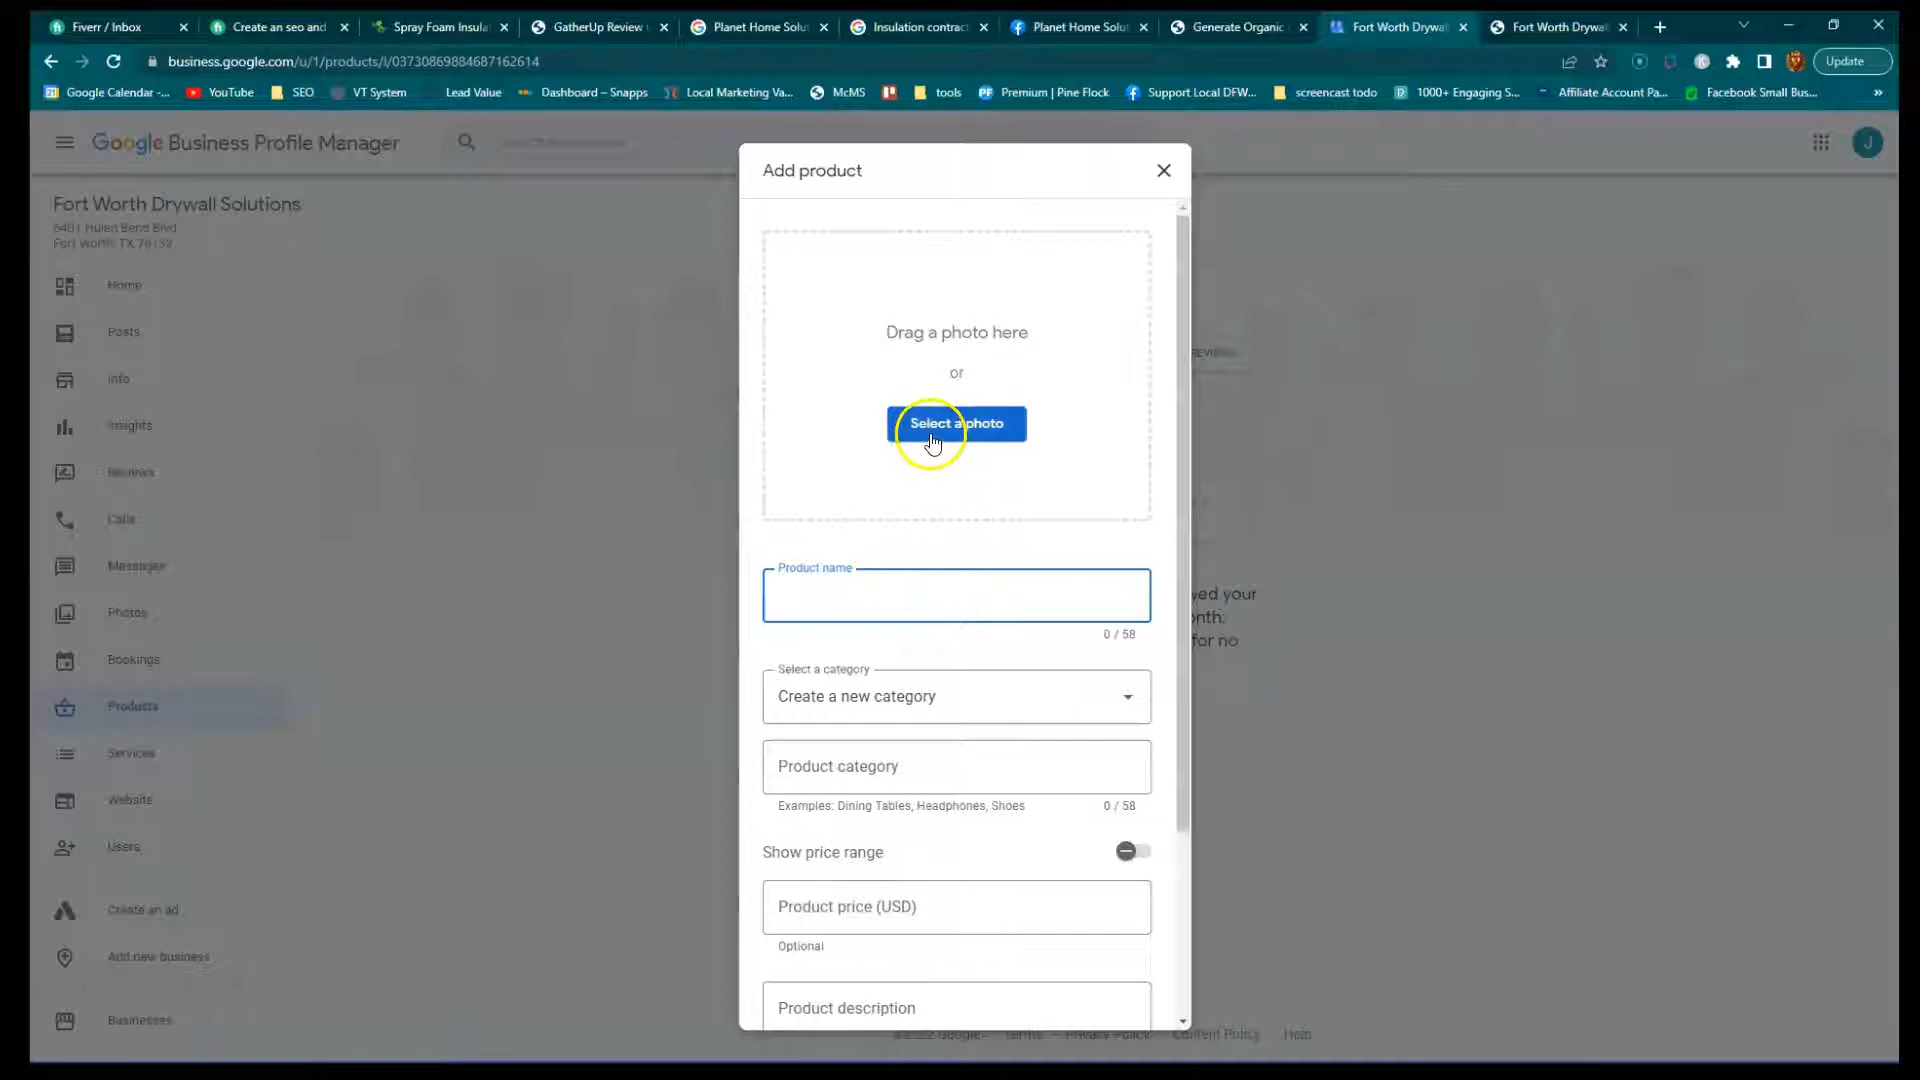 Fiverr / Inbox
Create an seo and
Spray Foam Insula
GatherUp Review
Planet Home Solu
Insulation contrac
Planet Home Solu
Generate Organic
Fort Worth Drywal
Fort Worth Drywal
business.google.com/u/1/products/l/03730869884687162614
Update
Google Calendar -...
YouTube
SEO
VT System
Lead Value
Dashboard – Snapps
Local Marketing Va...
McMS
tools
Premium | Pine Flock
Support Local DFW...
screencast todo
1000+ Engaging S...
Affiliate Account Pa...
Facebook Small Bus...
»
Google Business Profile Manager
J
Fort Worth Drywall Solutions
Fort Worth, TX 76132
Home
Posts
Info
Insights
Reviews
Calls
Messages
Photos
Bookings
Products
Services
Website
Users
Create an ad
Add new business
Businesses
Add product
Drag a photo here
or
Select a photo
Product name
0 / 58
Select a category
Create a new category
Product category
Examples: Dining Tables, Headphones, Shoes
0 / 58
Show price range
Product price (USD)
Optional
Product description
yed your
nth:
for no
Terms
Privacy Policy
Content Policy
Help